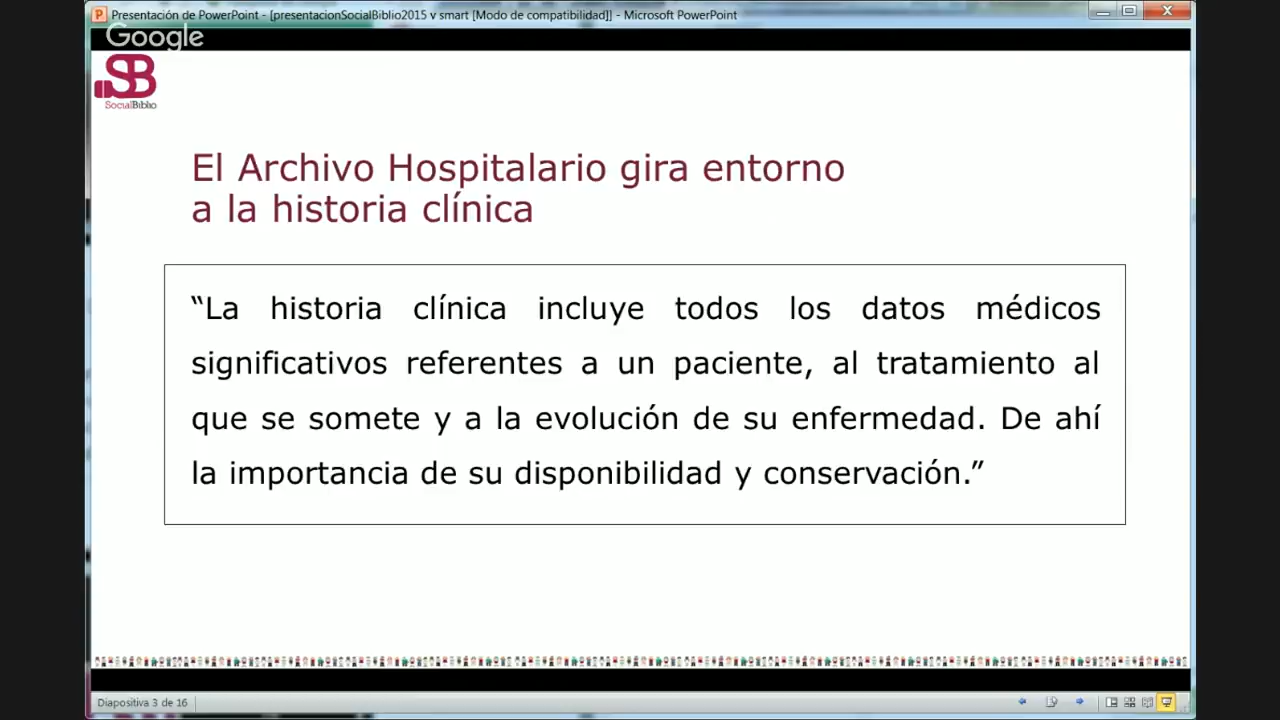 Presentación de PowerPoint - [presentacionSocialBiblio2015 v smart [Modo de compatibilidad]] - Microsoft PowerPoint
Google
SB
SocialBiblio
El Archivo Hospitalario gira entorno
a la historia clínica
“La historia clínica incluye todos los datos médicos
significativos referentes a un paciente, al tratamiento al
que se somete y a la evolución de su enfermedad. De ahí
la importancia de su disponibilidad y conservación.”
Diapositiva 3 de 16